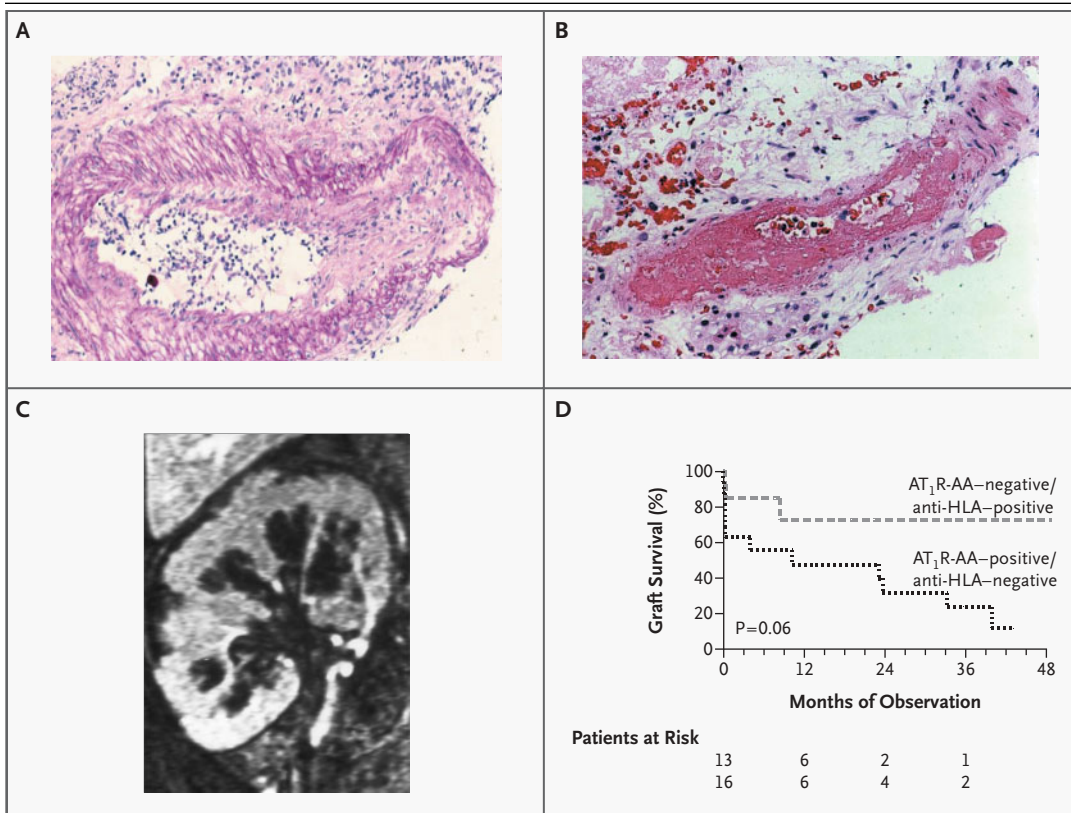 A
B
C
D
100
80
60
40
20
0
Graft Survival (%)
AT₁R-AA–negative/
anti-HLA–positive
AT₁R-AA–positive/
anti-HLA–negative
P=0.06
0 12 24 36 48
Months of Observation
Patients at Risk
13 6 2 1
16 6 4 2